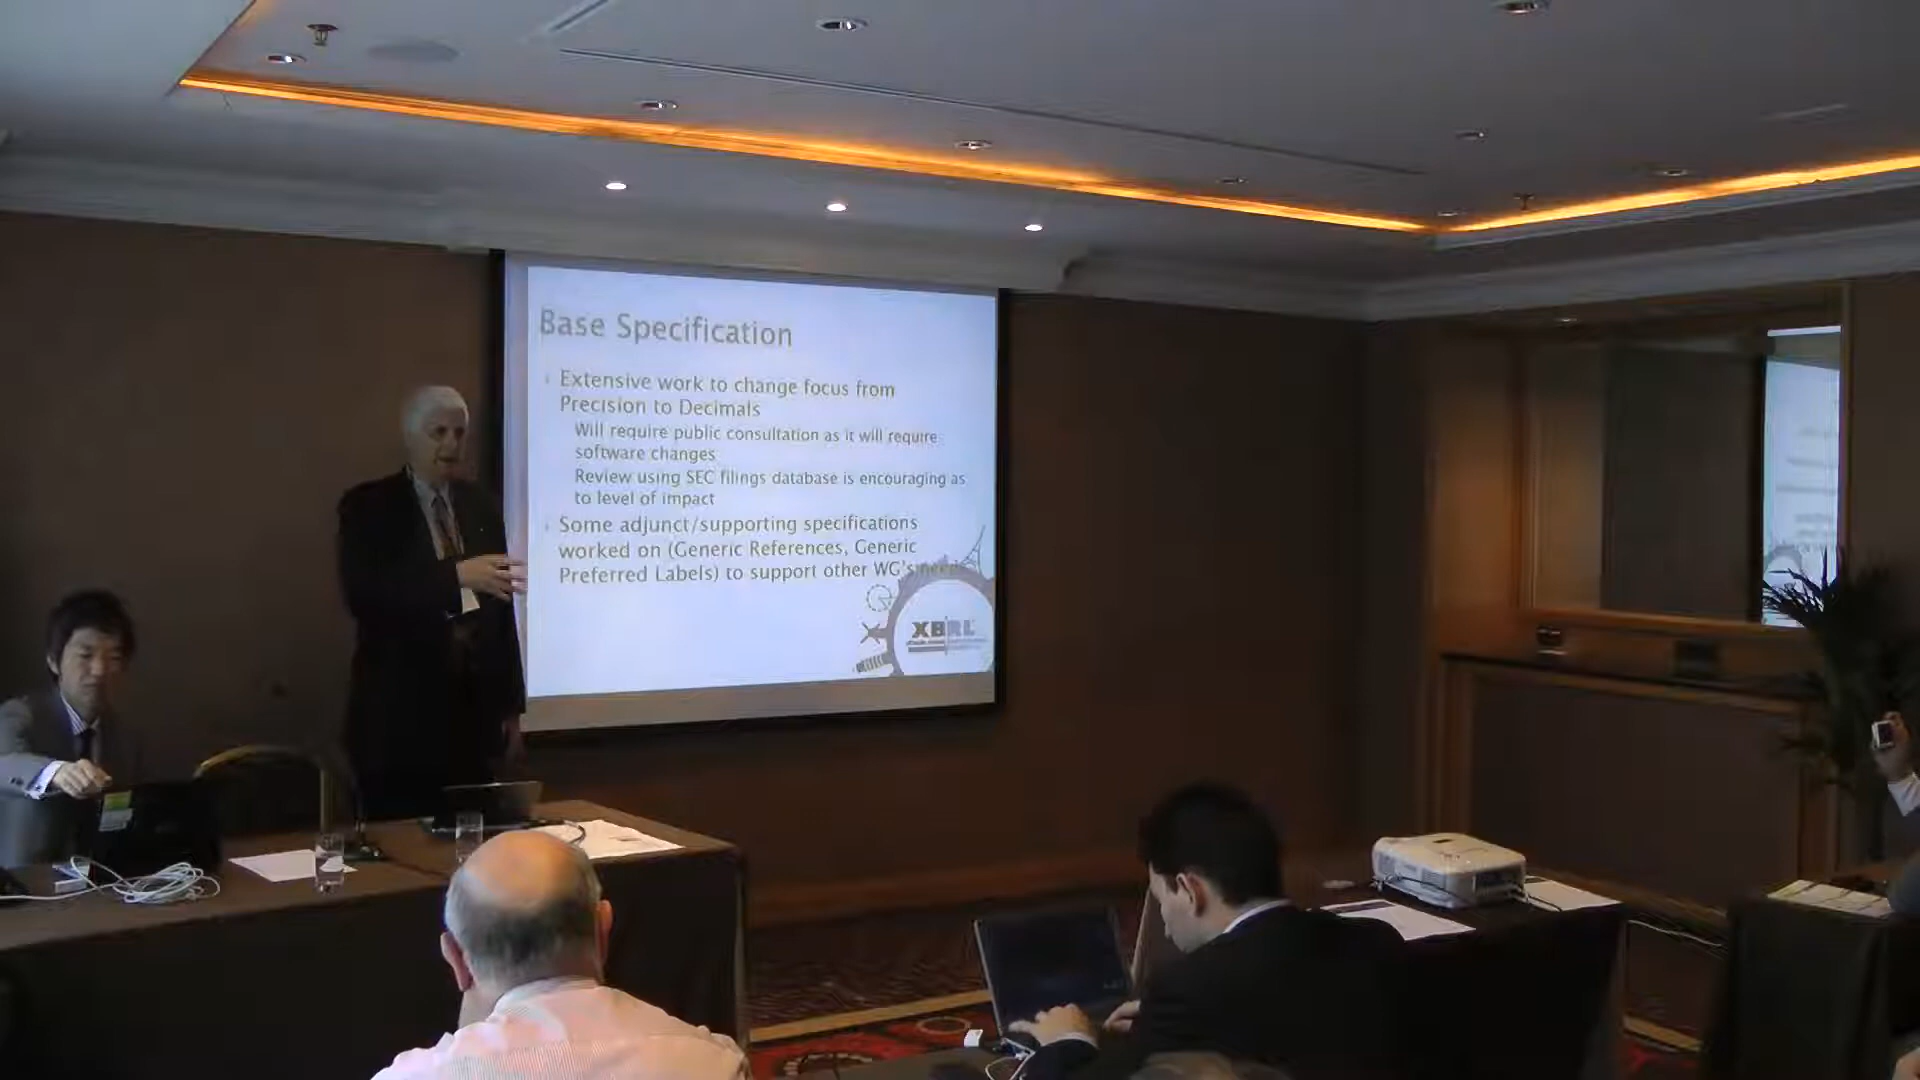 Base Specification
Extensive work to change focus from
Precision to Decimals
Will require public consultation as it will require
software changes
Review using SEC filings database is encouraging as
to level of impact
Some adjunct/supporting specifications
worked on (Generic References, Generic
Preferred Labels) to support other WG's needs
XBRL